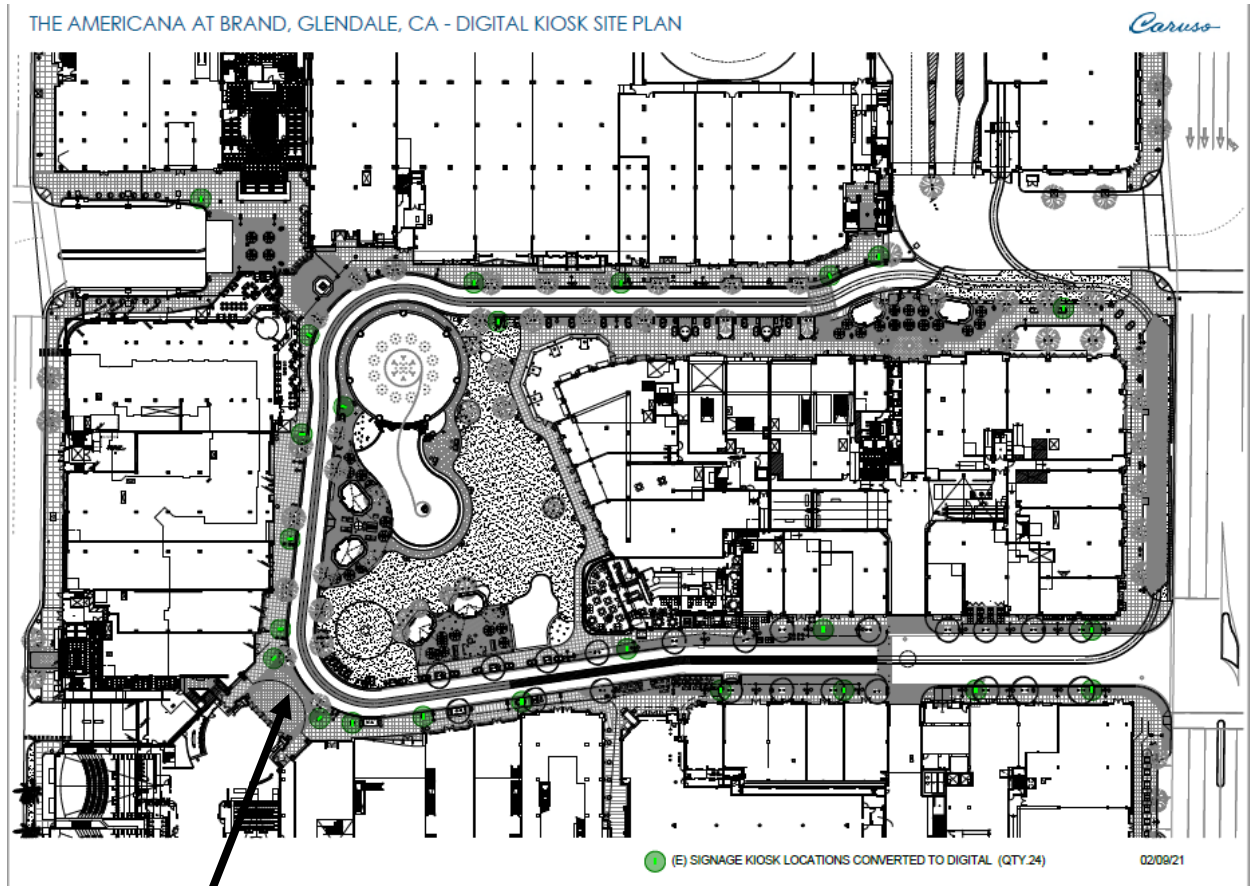 THE AMERICANA AT BRAND, GLENDALE, CA - DIGITAL KIOSK SITE PLAN
Caruso
(E) SIGNAGE KIOSK LOCATIONS CONVERTED TO DIGITAL (QTY.24)
02/09/21